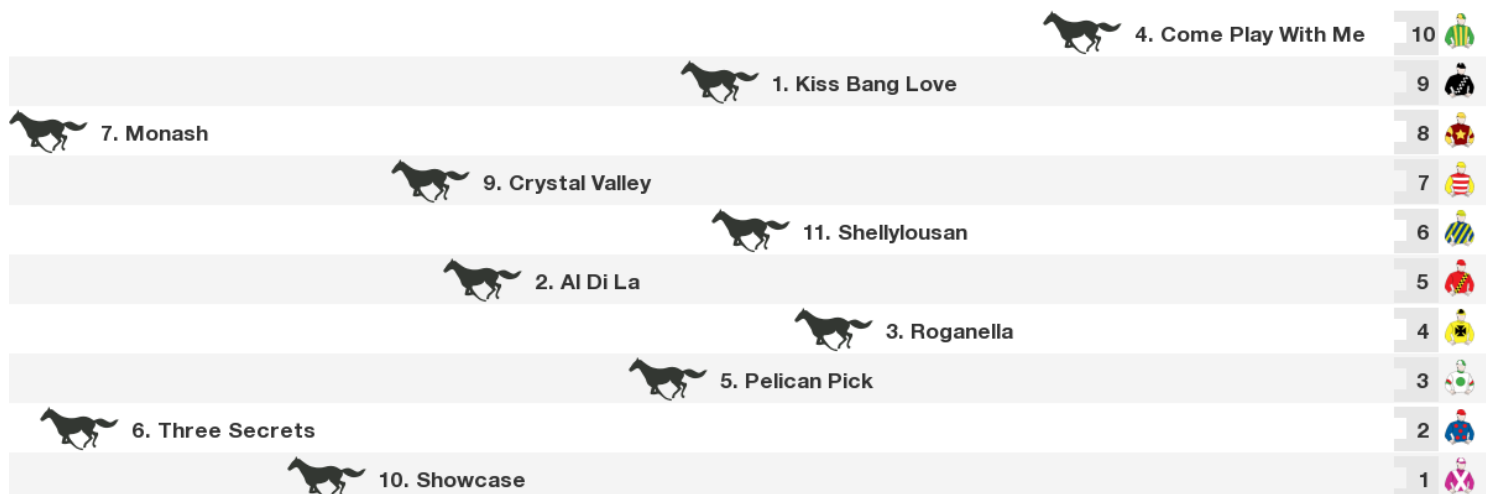 4. Come Play With Me 10
1. Kiss Bang Love 9
7. Monash 8
9. Crystal Valley 7
11. Shellylousan 6
2. Al Di La 5
3. Roganella 4
5. Pelican Pick 3
6. Three Secrets 2
10. Showcase 1